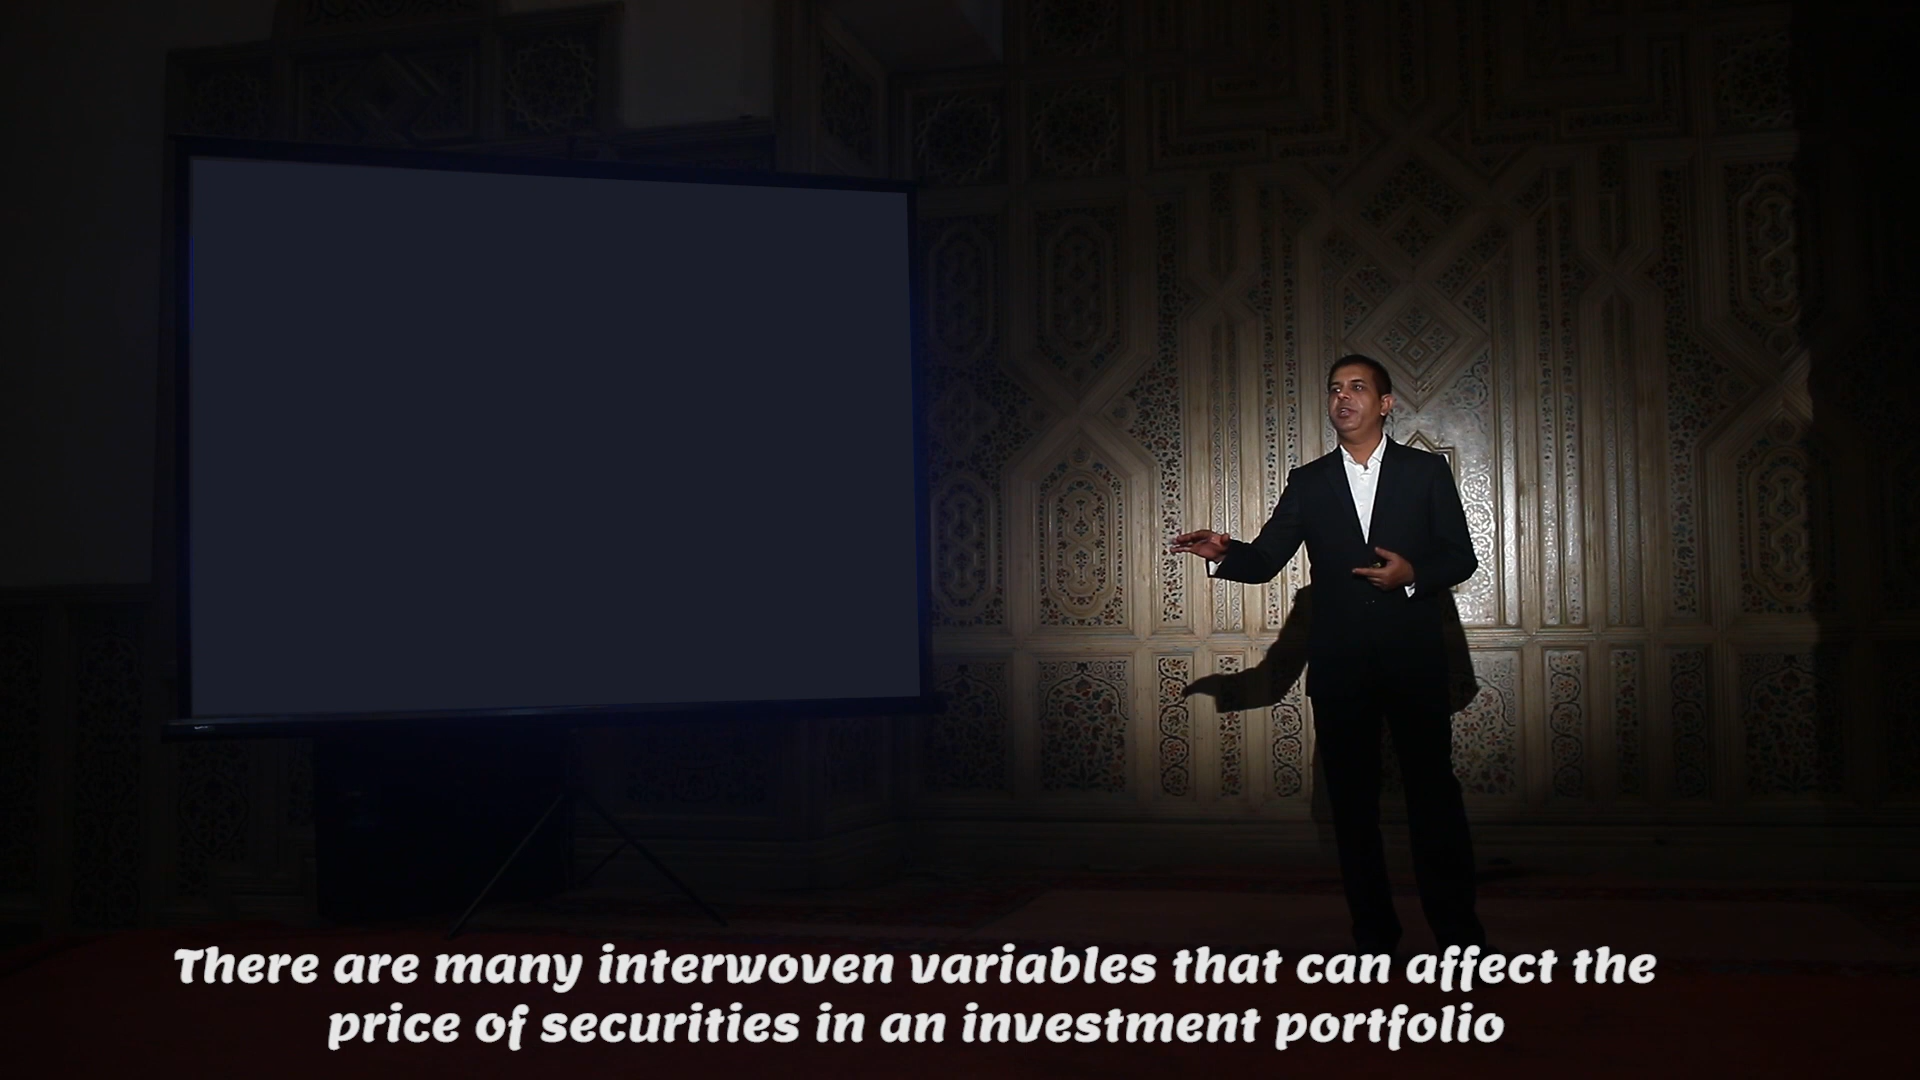 There are many interwoven variables that can affect the
price of securities in an investment portfolio